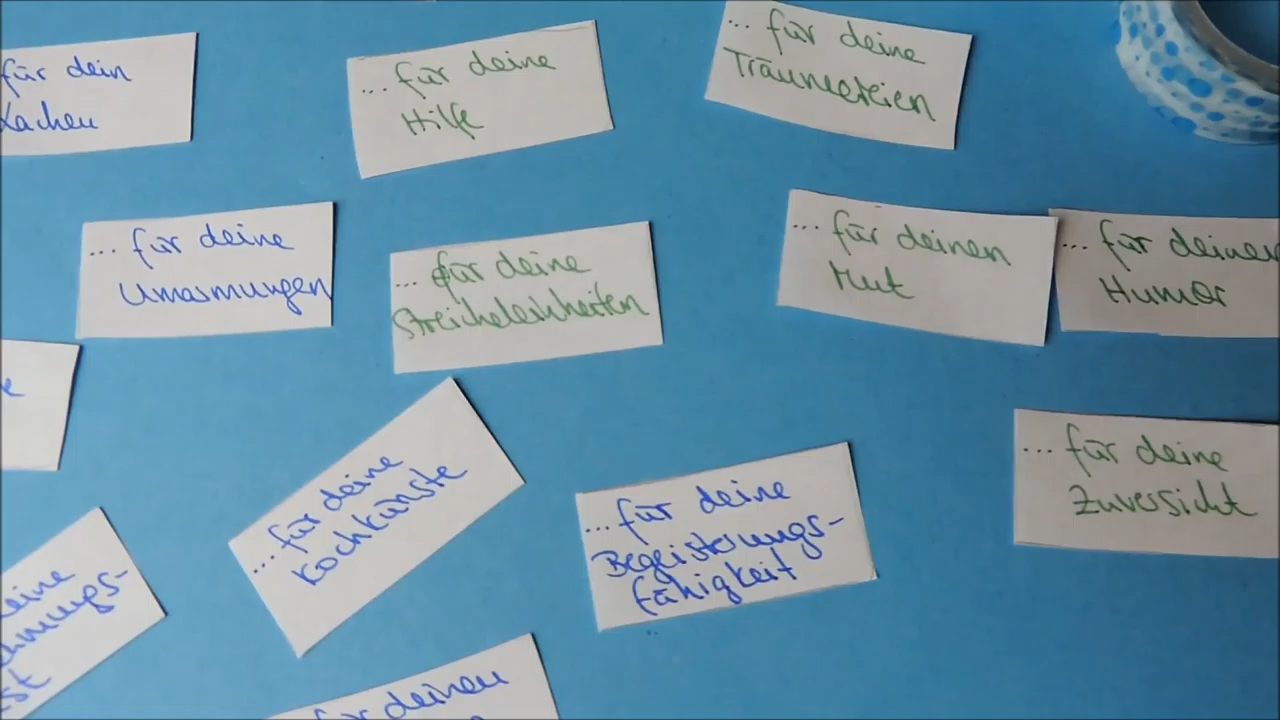 für dein
Lachen
... für deine
Hilfe
... für deine
Träumereien
... für deine
Umarmungen
... für deine
Streicheleinheiten
... für deinen
Mut
... für deinen
Humor
... für deine
Kochkünste
... für deine
Begeisterungs-
fähigkeit
... für deine
Zuversicht
für deinen